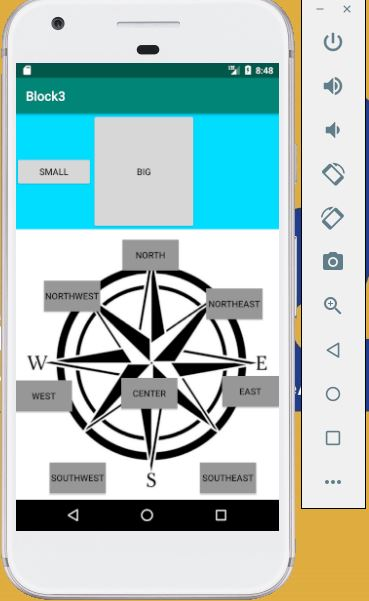 8:48
Block3
SMALL
BIG
NORTH
NORTHWEST
NORTHEAST
W
E
WEST
CENTER
EAST
SOUTHWEST
SOUTHEAST
S